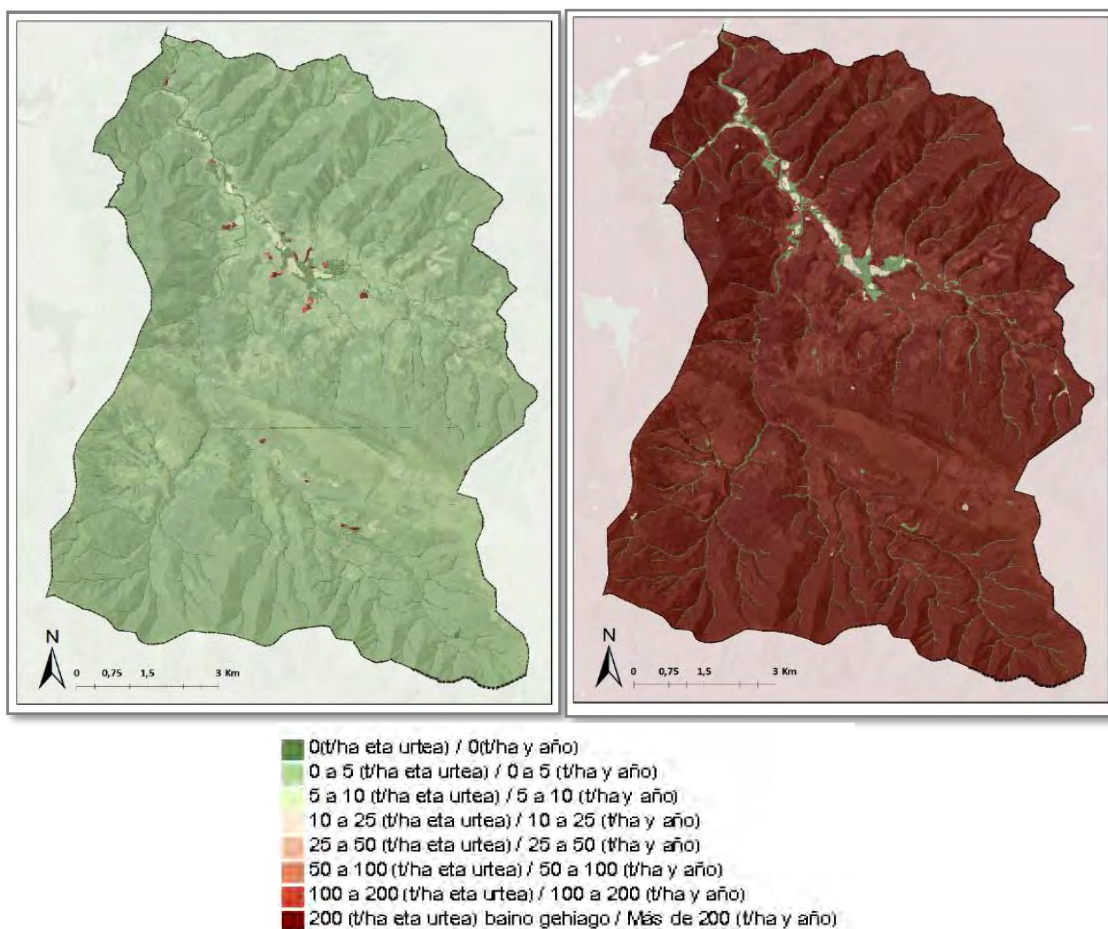 N
0 0,75 1,5 3 Km
N
0 0,75 1,5 3 Km
0(t/ha eta urtea) / 0(t/ha y año)
0 a 5 (t/ha eta urtea) / 0 a 5 (t/ha y año)
5 a 10 (t/ha eta urtea) / 5 a 10 (t/ha y año)
10 a 25 (t/ha eta urtea) / 10 a 25 (t/ha y año)
25 a 50 (t/ha eta urtea) / 25 a 50 (t/ha y año)
50 a 100 (t/ha eta urtea) / 50 a 100 (t/ha y año)
100 a 200 (t/ha eta urtea) / 100 a 200 (t/ha y año)
200 (t/ha eta urtea) baino gehiago / Más de 200 (t/ha y año)